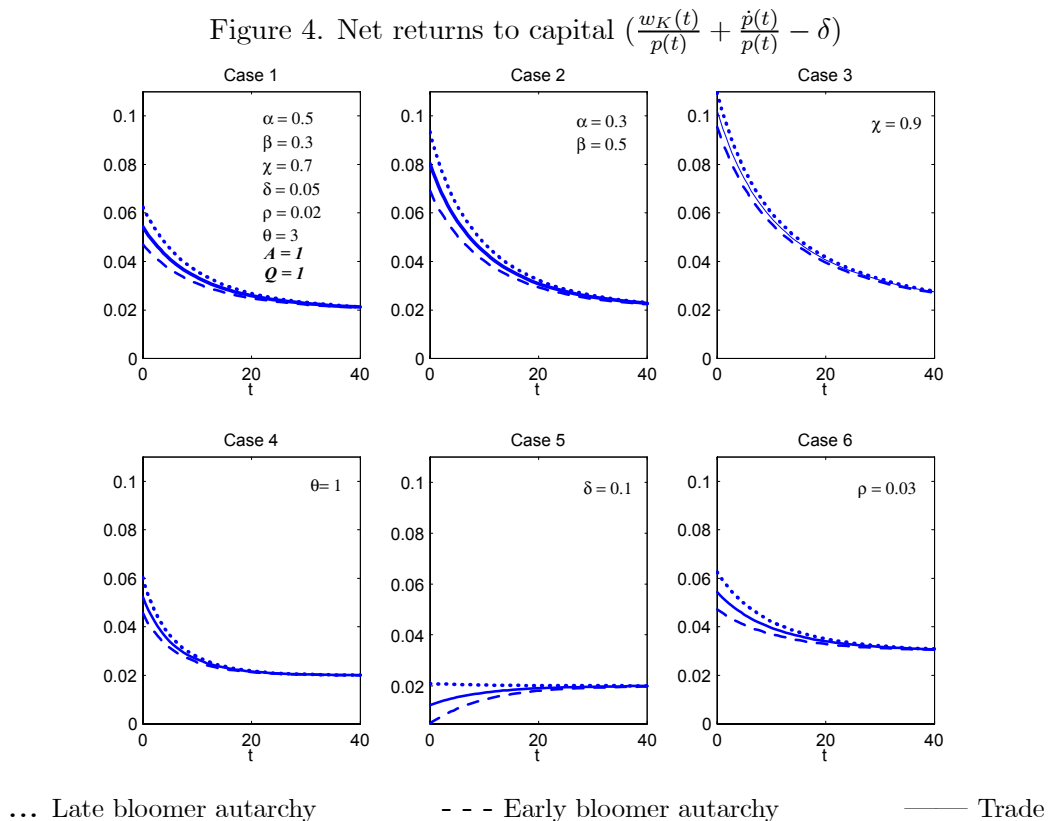 Figure 4. Net returns to capital ($\frac{w_K(t)}{p(t)} + \frac{\dot{p}(t)}{p(t)} - \delta$)
Case 1
0.1
0.08
0.06
0.04
0.02
0
0
20
40
t
α = 0.5
β = 0.3
χ = 0.7
δ = 0.05
ρ = 0.02
θ = 3
A = 1
Q = 1
Case 2
0.1
0.08
0.06
0.04
0.02
0
0
20
40
t
α = 0.3
β = 0.5
Case 3
0.1
0.08
0.06
0.04
0.02
0
0
20
40
t
χ = 0.9
Case 4
0.1
0.08
0.06
0.04
0.02
0
0
20
40
t
θ= 1
Case 5
0.1
0.08
0.06
0.04
0.02
0
20
40
t
δ = 0.1
Case 6
0.1
0.08
0.06
0.04
0.02
0
0
20
40
t
ρ = 0.03
... Late bloomer autarchy
- - - Early bloomer autarchy
—— Trade